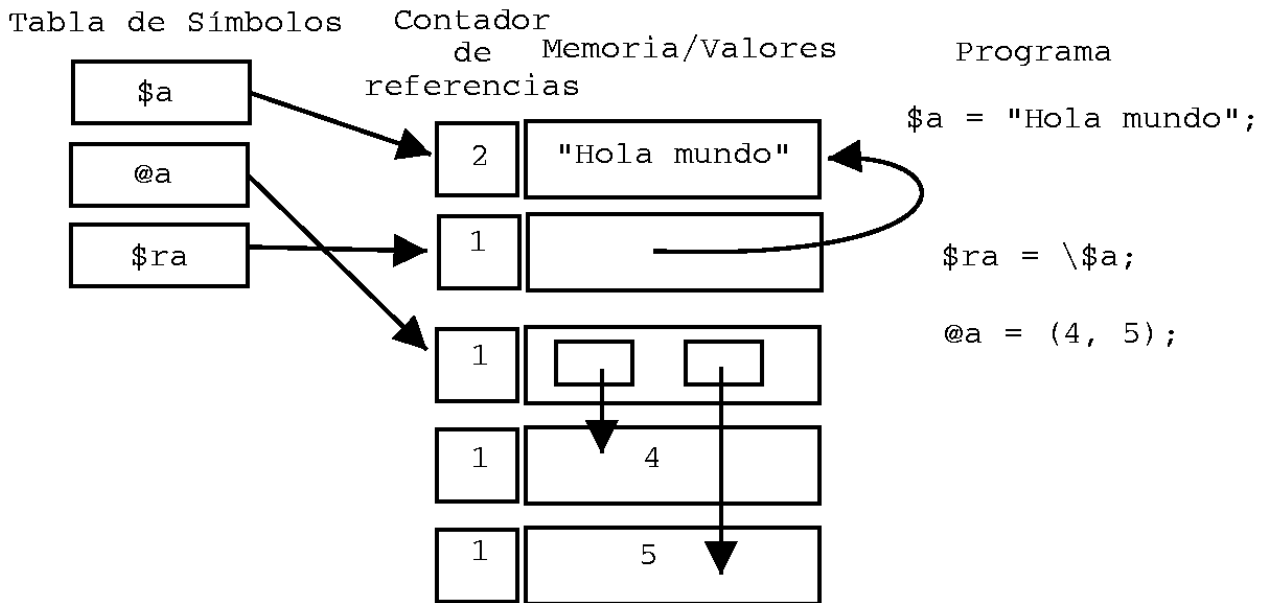 Tabla de Símbolos
Contador
de
referencias
Memoria/Valores
Programa
$a
@a
$ra
2
"Hola mundo"
1
1
1
4
1
5
$a = "Hola mundo";
$ra = \$a;
@a = (4, 5);